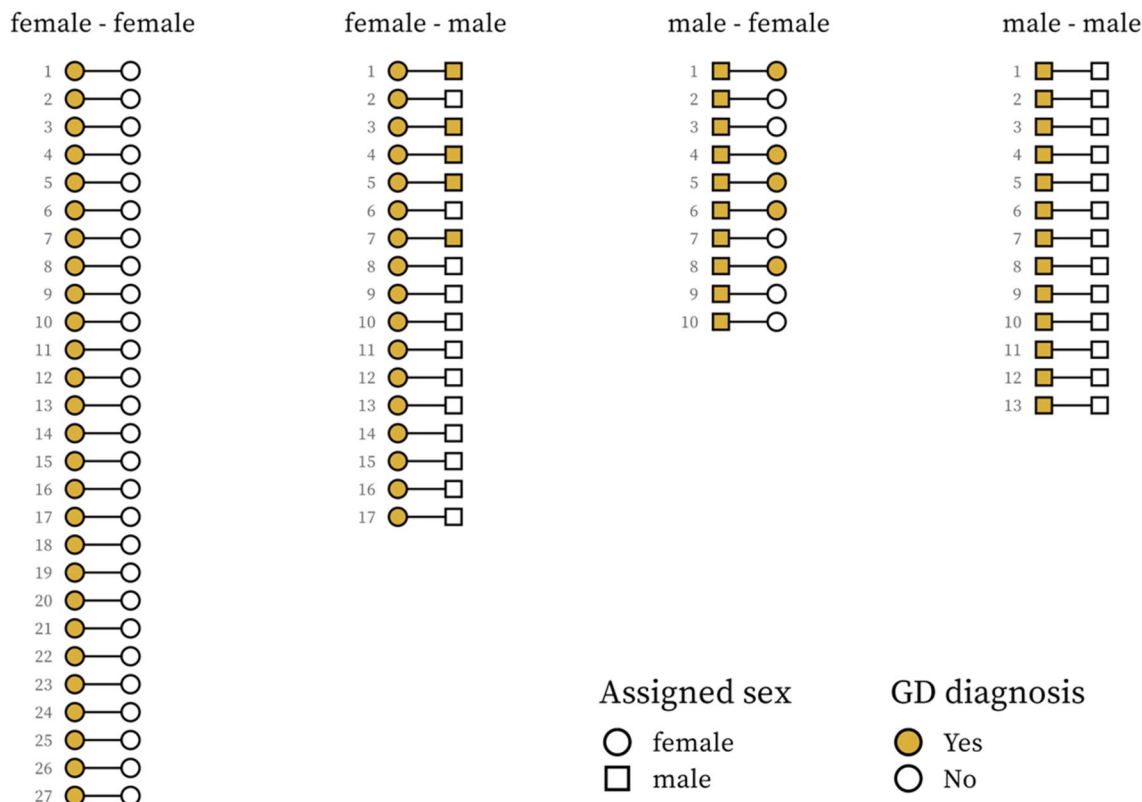 female - female female - male male - female male - male
1 1 1 1
2 2 2 2
3 3 3 3
4 4 4 4
5 5 5 5
6 6 6 6
7 7 7 7
8 8 8 8
9 9 9 9
10 10 10 10
11 11 11
12 12 12
13 13 13
14 14
15 15
16 16
17 17
18
19
20
21
22
23
24
25
26
27
Assigned sex
female
male
GD diagnosis
Yes
No